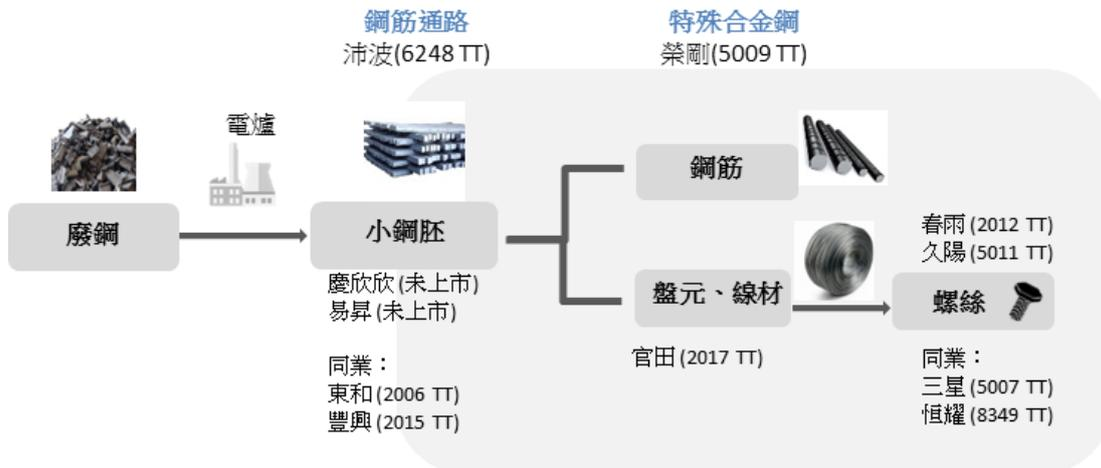 鋼筋通路
沛波(6248 TT)
特殊合金鋼
榮剛(5009 TT)
電爐
廢鋼
小鋼胚
慶欣欣(未上市)
易昇(未上市)
同業：
東和(2006 TT)
豐興(2015 TT)
鋼筋
盤元、線材
官田(2017 TT)
春雨(2012 TT)
久陽(5011 TT)
螺絲
同業：
三星(5007 TT)
恒耀(8349 TT)